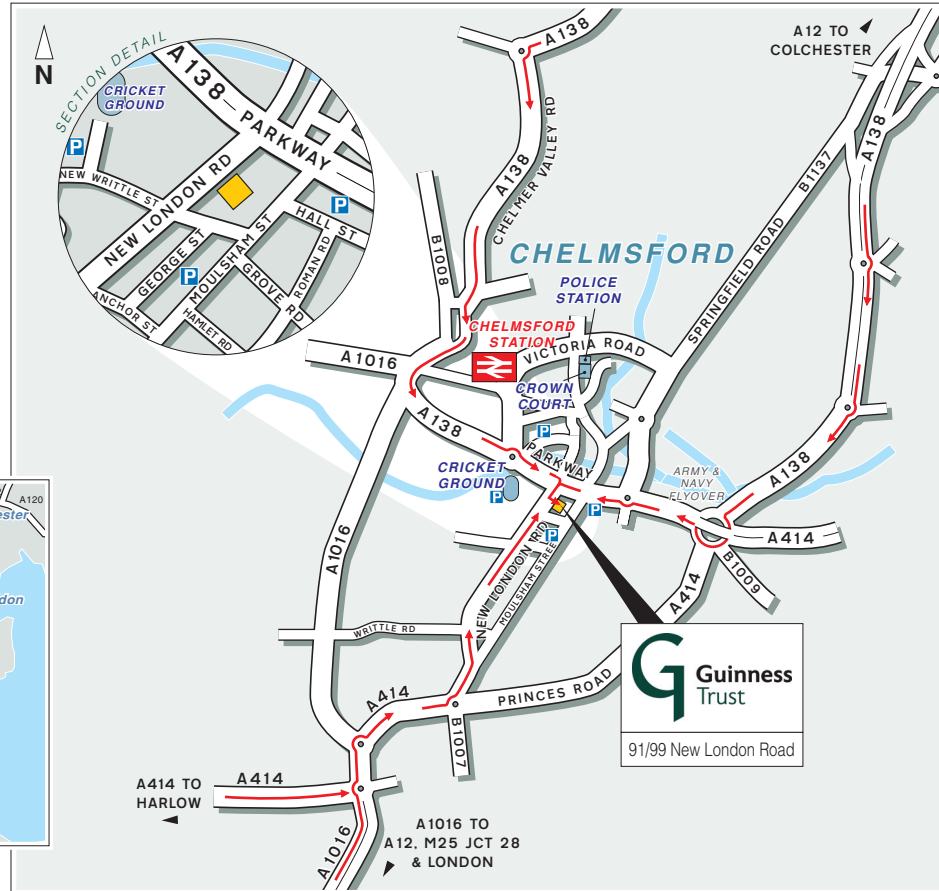 N
SECTION DETAIL
CRICKET
GROUND
A138
PARKWAY
P
NEW WRITTLE ST
NEW LONDON RD
P
HALL ST
GEORGE ST
MOULSHAM ST
P
GROVE RD
ROMAN RD
ANCHOR ST
HAMLET RD
A138
A12 TO
COLCHESTER
CHELMER VALLEY RD
A138
A138
B1137
SPRINGFIELD ROAD
B1008
CHELMSFORD
POLICE
STATION
CHELMSFORD
STATION
VICTORIA ROAD
A1016
CROWN
COURT
A138
P
PARKWAY
CRICKET
GROUND
P
P
P
ARMY &
NAVY
FLYOVER
A138
A414
B1009
A414
A1016
NEW LONDON RD
MOULSHAM STREET
WRITTLE RD
PRINCES ROAD
A414
B1007
Guinness
Trust
91/99 New London Road
A414 TO
HARLOW
A414
A1016
A1016 TO
A12, M25 JCT 28
& LONDON
A120